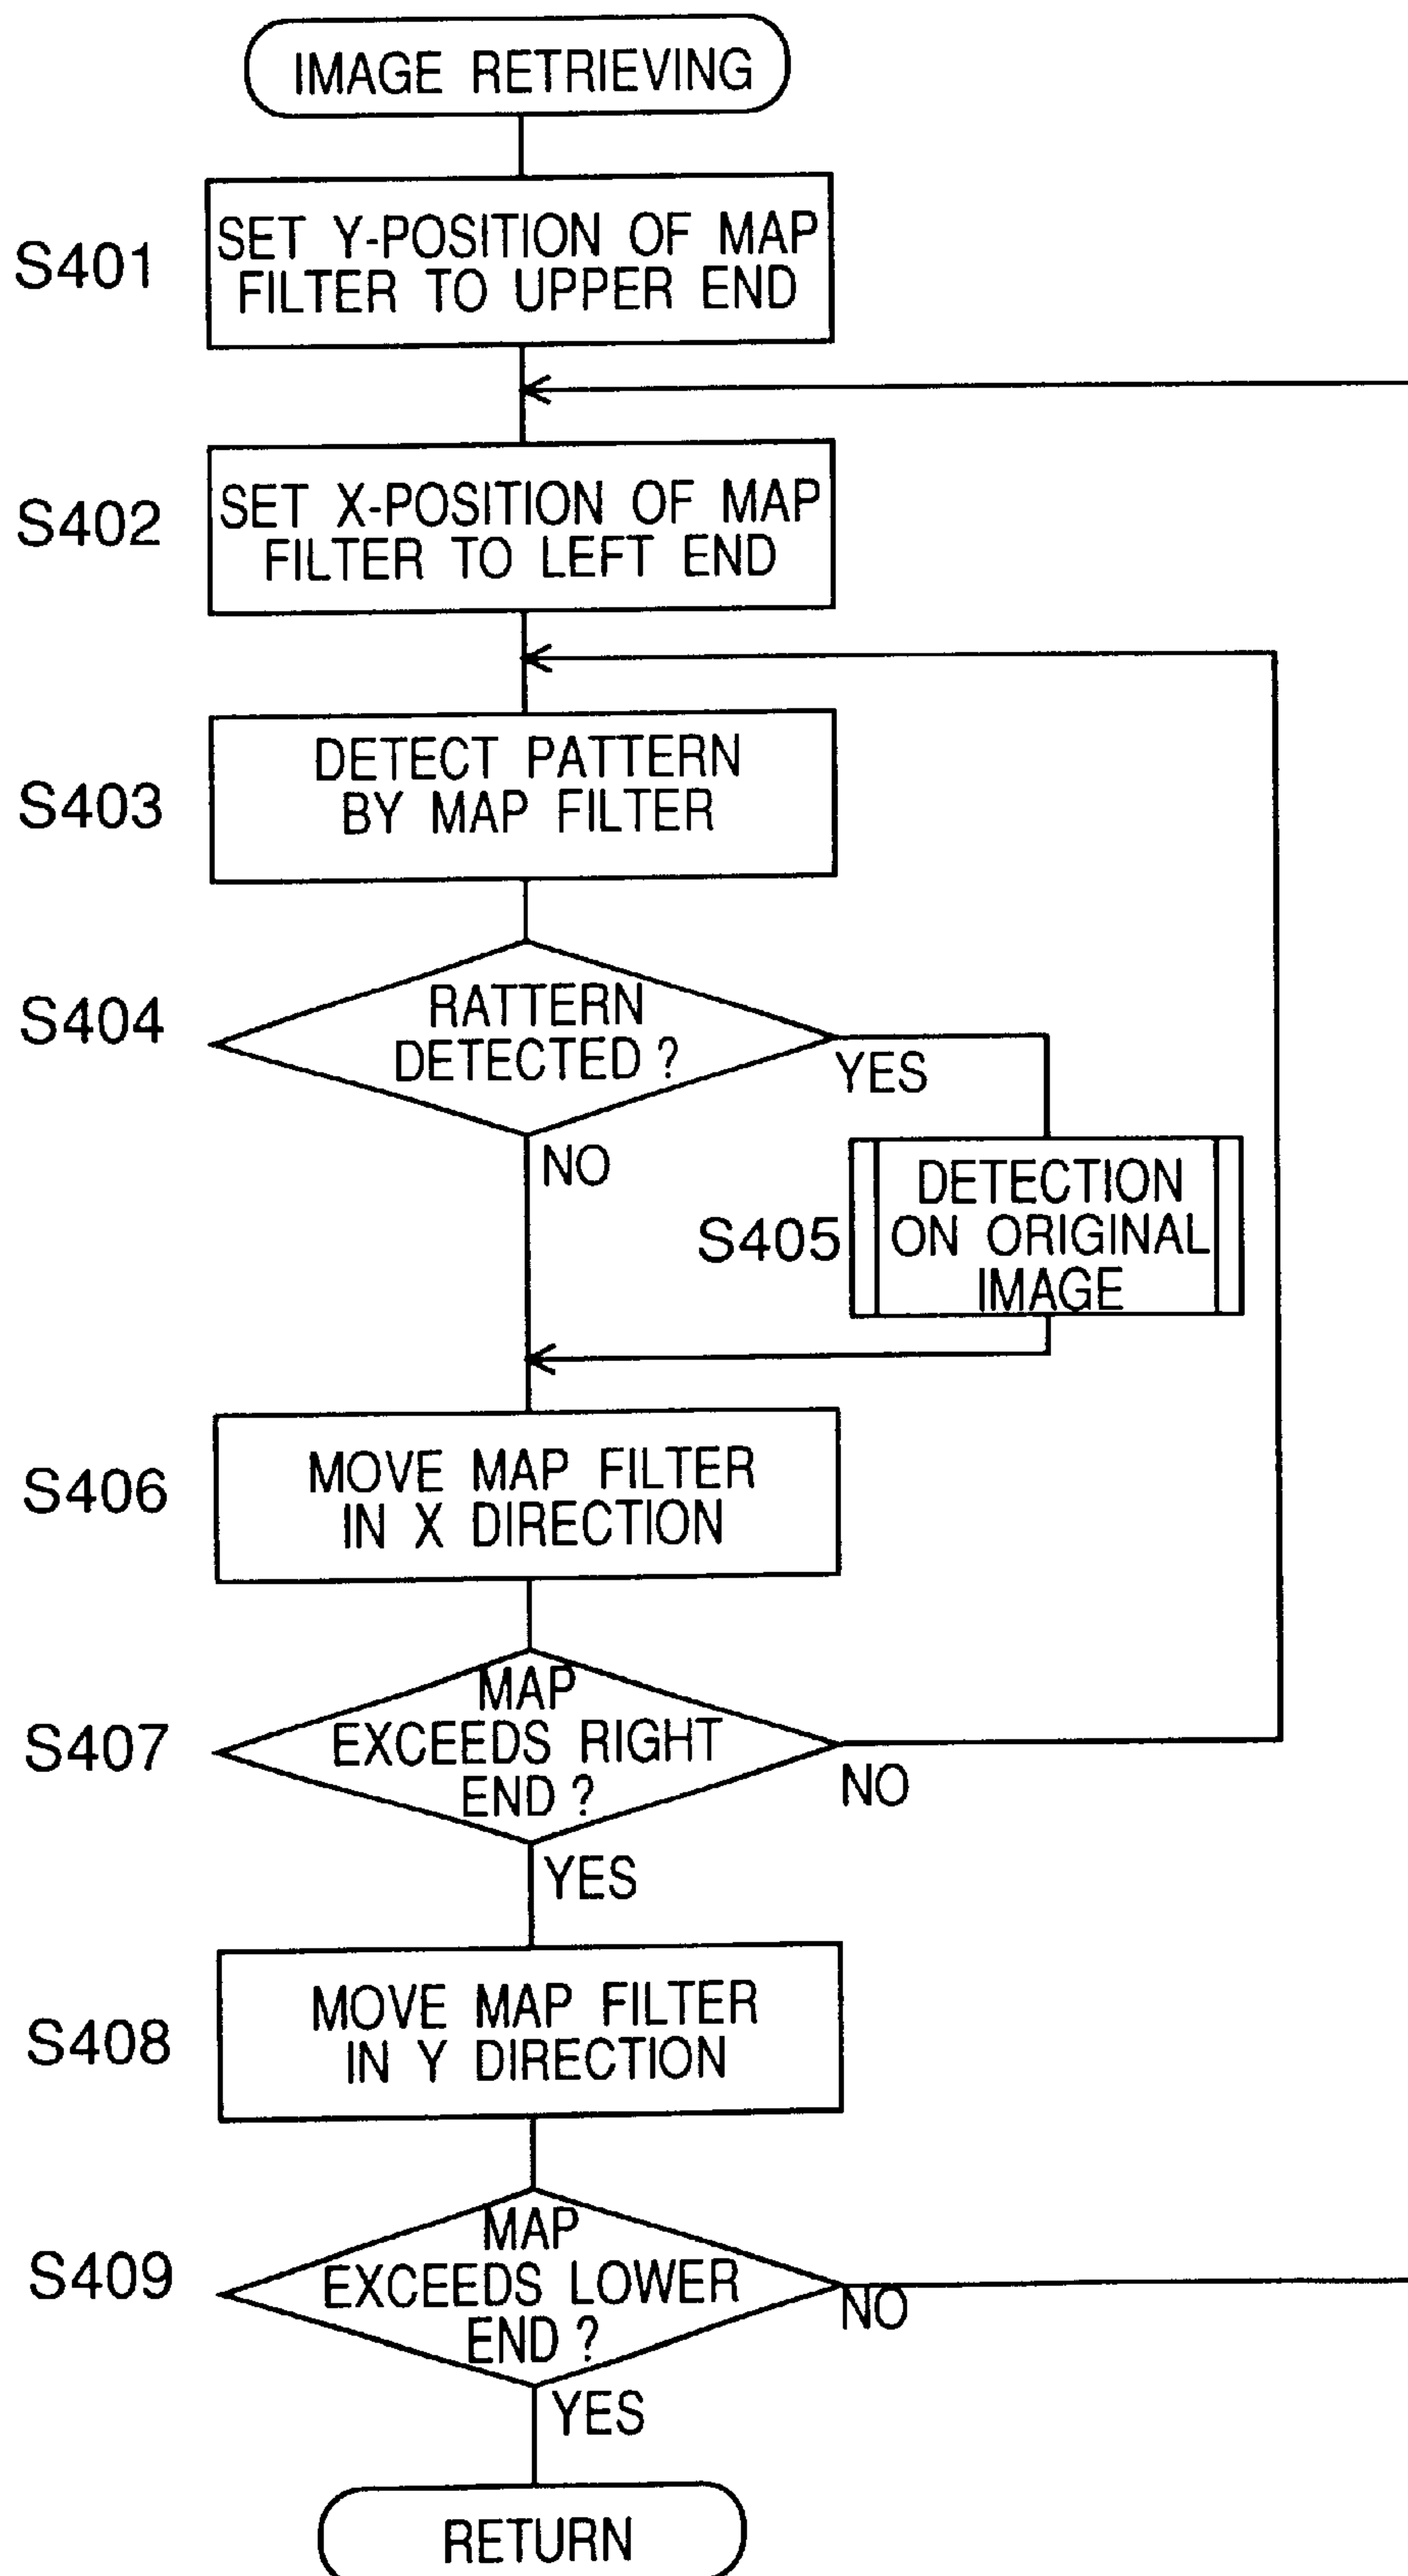 IMAGE RETRIEVING
S401
SET Y-POSITION OF MAP
FILTER TO UPPER END
S402
SET X-POSITION OF MAP
FILTER TO LEFT END
S403
DETECT PATTERN
BY MAP FILTER
S404
RATTERN
DETECTED ?
YES
NO
S405
DETECTION
ON ORIGINAL
IMAGE
S406
MOVE MAP FILTER
IN X DIRECTION
S407
MAP
EXCEEDS RIGHT
END ?
NO
YES
S408
MOVE MAP FILTER
IN Y DIRECTION
S409
MAP
EXCEEDS LOWER
END ?
NO
YES
RETURN